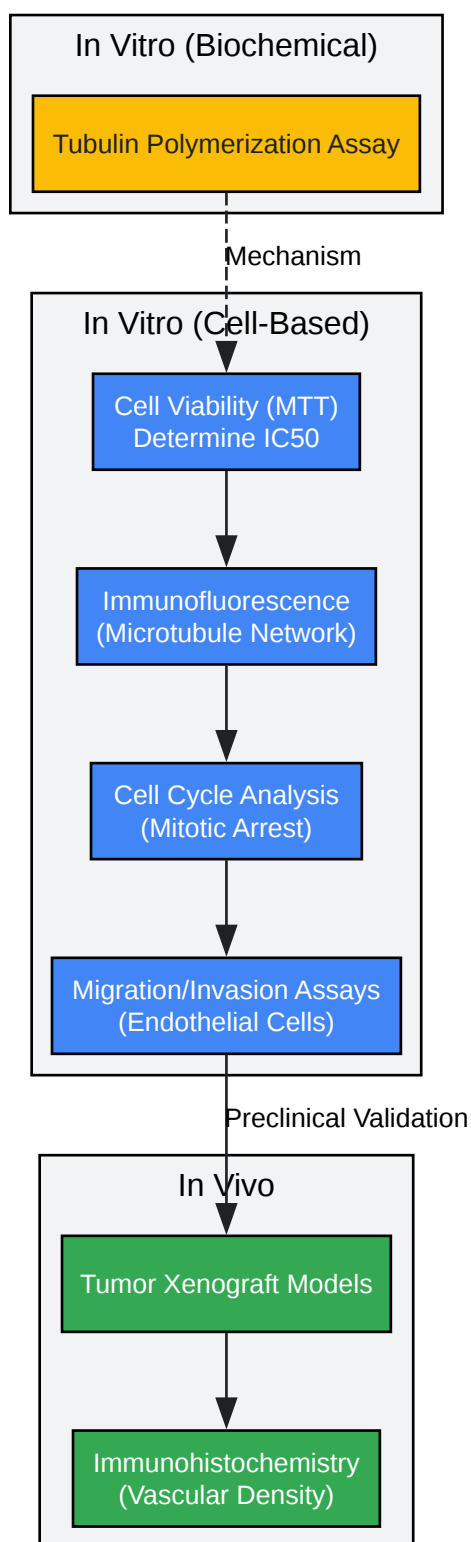 In Vitro (Biochemical)
Tubulin Polymerization Assay
Mechanism
In Vitro (Cell-Based)
Cell Viability (MTT)
Determine IC50
Immunofluorescence
(Microtubule Network)
Cell Cycle Analysis
(Mitotic Arrest)
Migration/Invasion Assays
(Endothelial Cells)
Preclinical Validation
In Vivo
Tumor Xenograft Models
Immunohistochemistry
(Vascular Density)